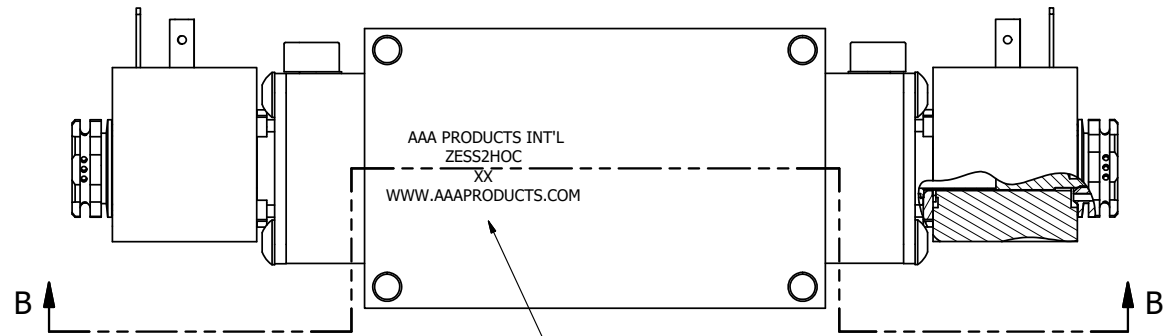 AAA PRODUCTS INT'L
ZESS2HOC
XX
WWW.AAAPRODUCTS.COM
B
B